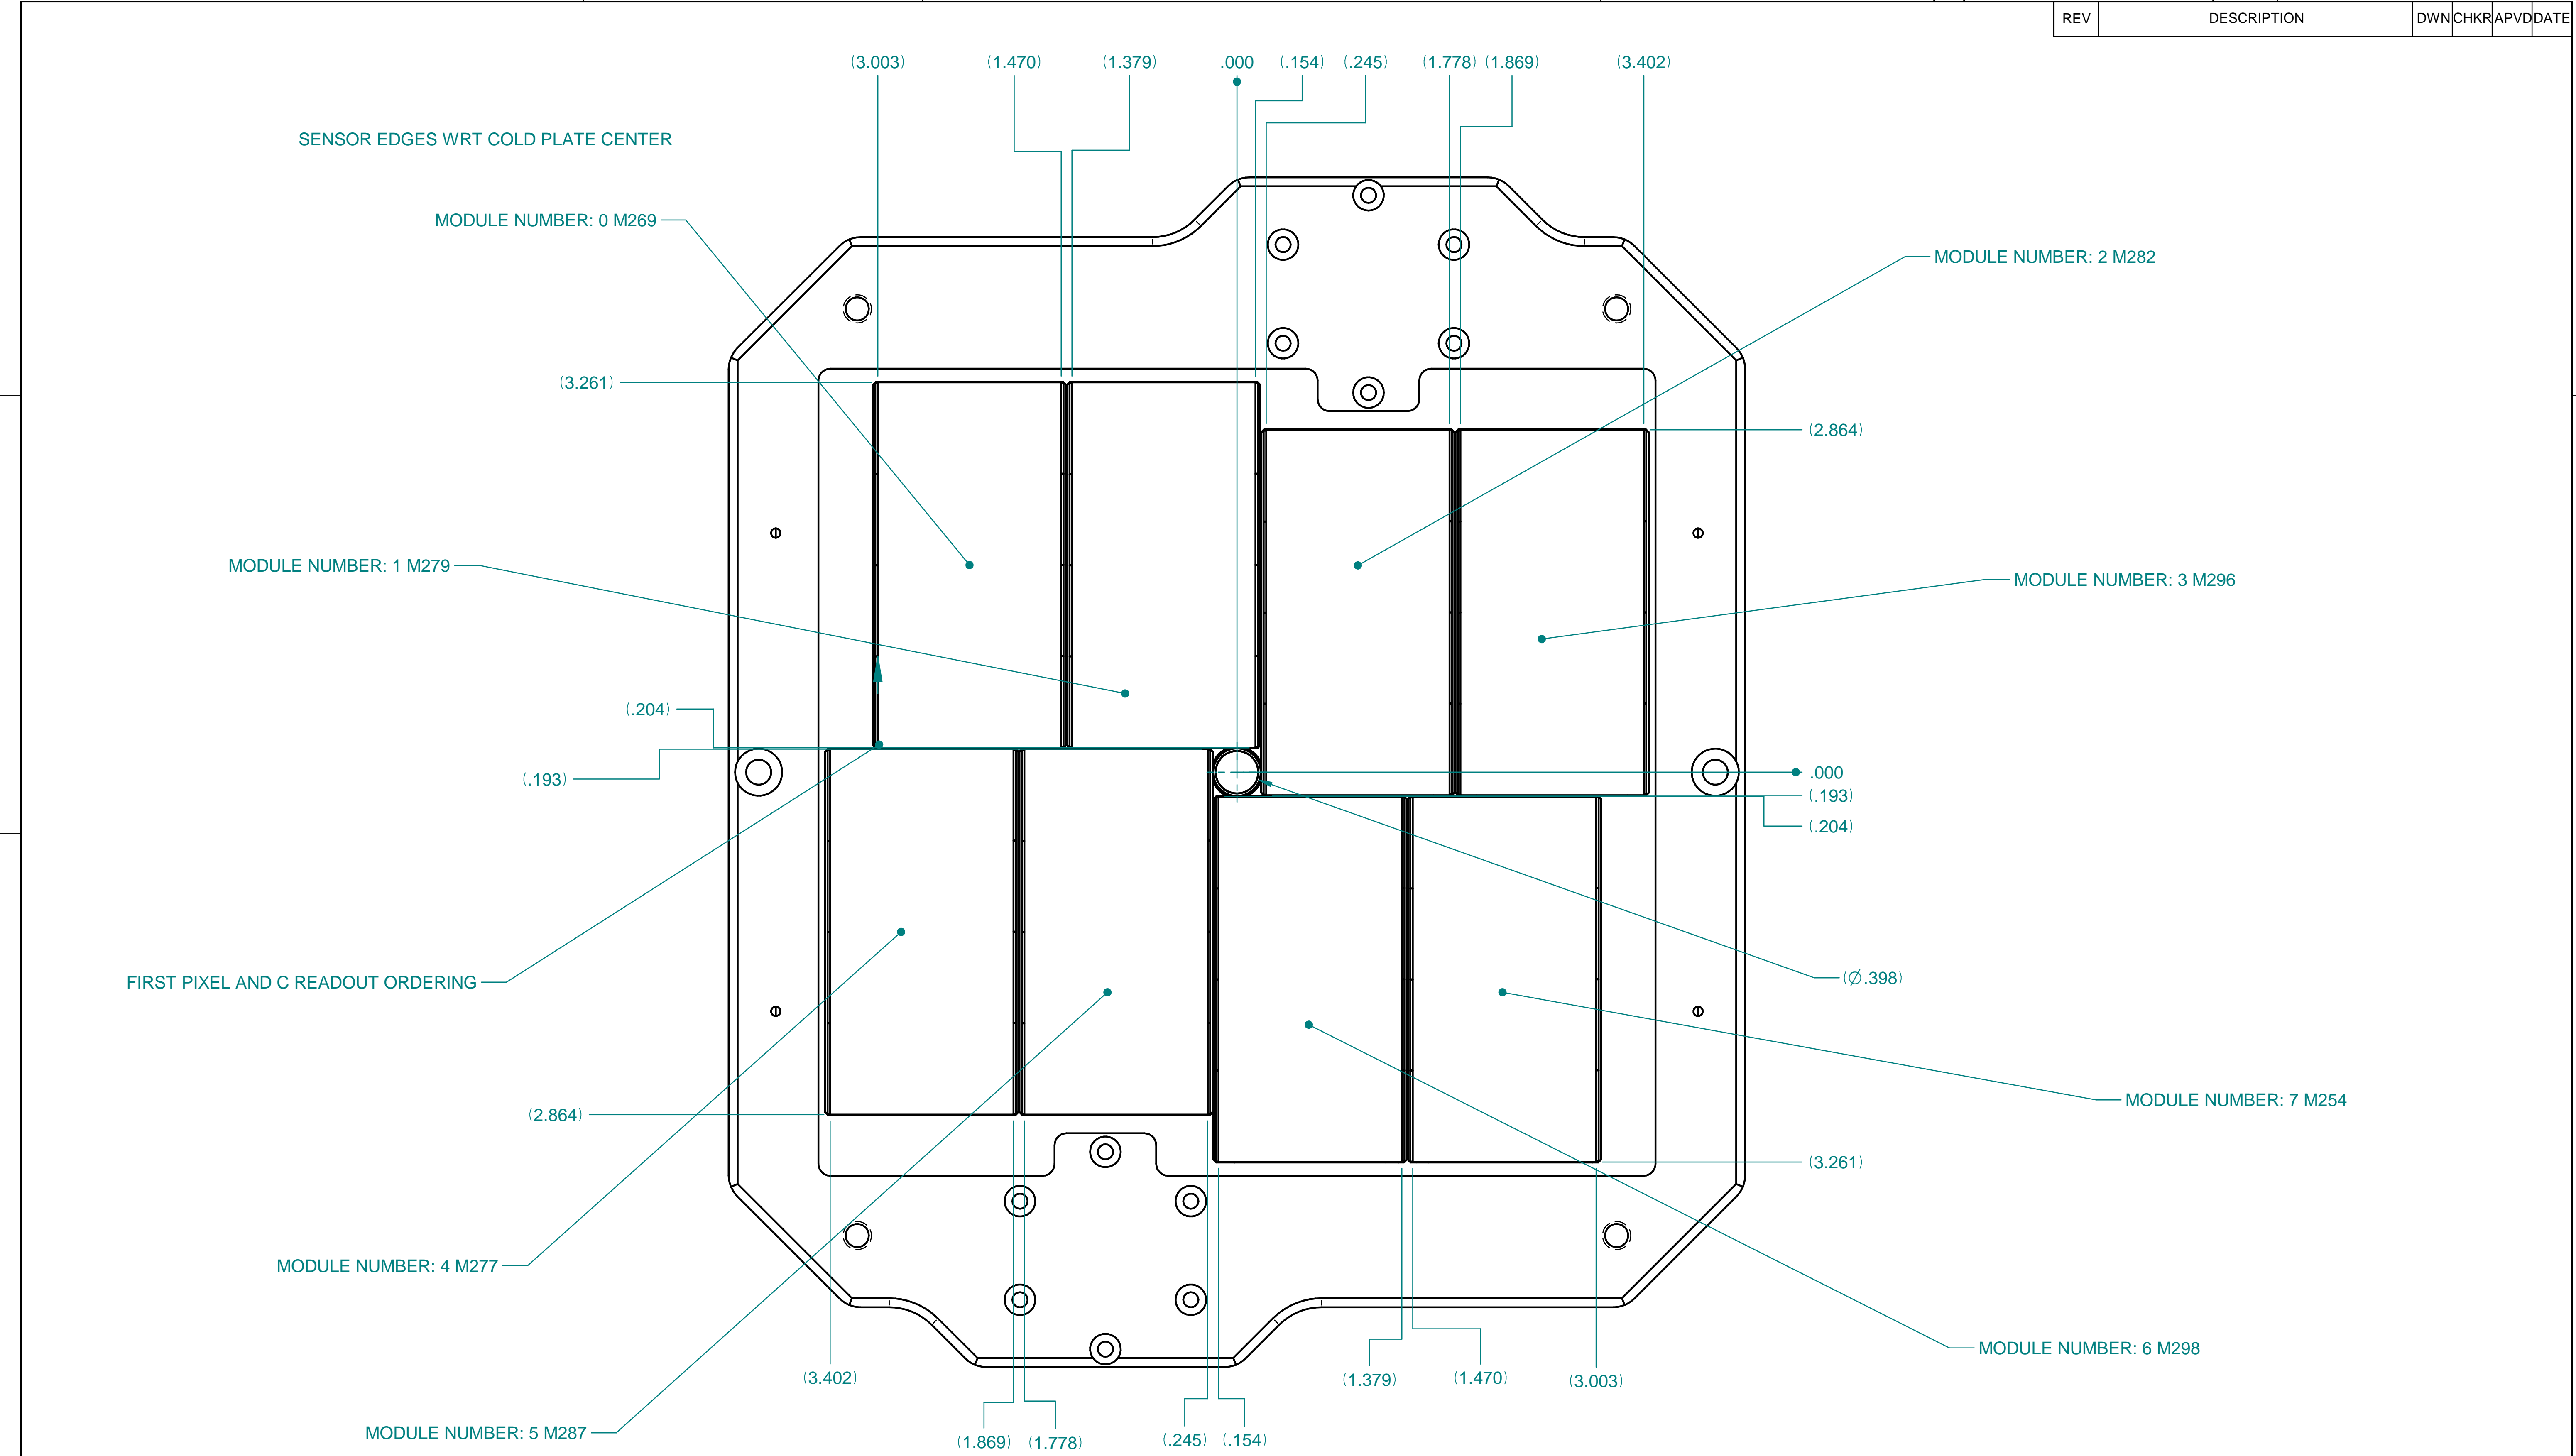 REV DESCRIPTION DWN CHKR APVD DATE
(3.003) (1.470) (1.379) .000 (.154) (.245) (1.778) (1.869) (3.402)
SENSOR EDGES WRT COLD PLATE CENTER
MODULE NUMBER: 0 M269
MODULE NUMBER: 2 M282
(3.261)
(2.864)
MODULE NUMBER: 1 M279
MODULE NUMBER: 3 M296
(.204)
(.193)
.000
(.193)
(.204)
FIRST PIXEL AND C READOUT ORDERING
(Ø.398)
(2.864)
MODULE NUMBER: 7 M254
(3.261)
MODULE NUMBER: 4 M277
MODULE NUMBER: 6 M298
(3.402) (1.379) (1.470) (3.003)
MODULE NUMBER: 5 M287
(1.869) (1.778) (.245) (.154)